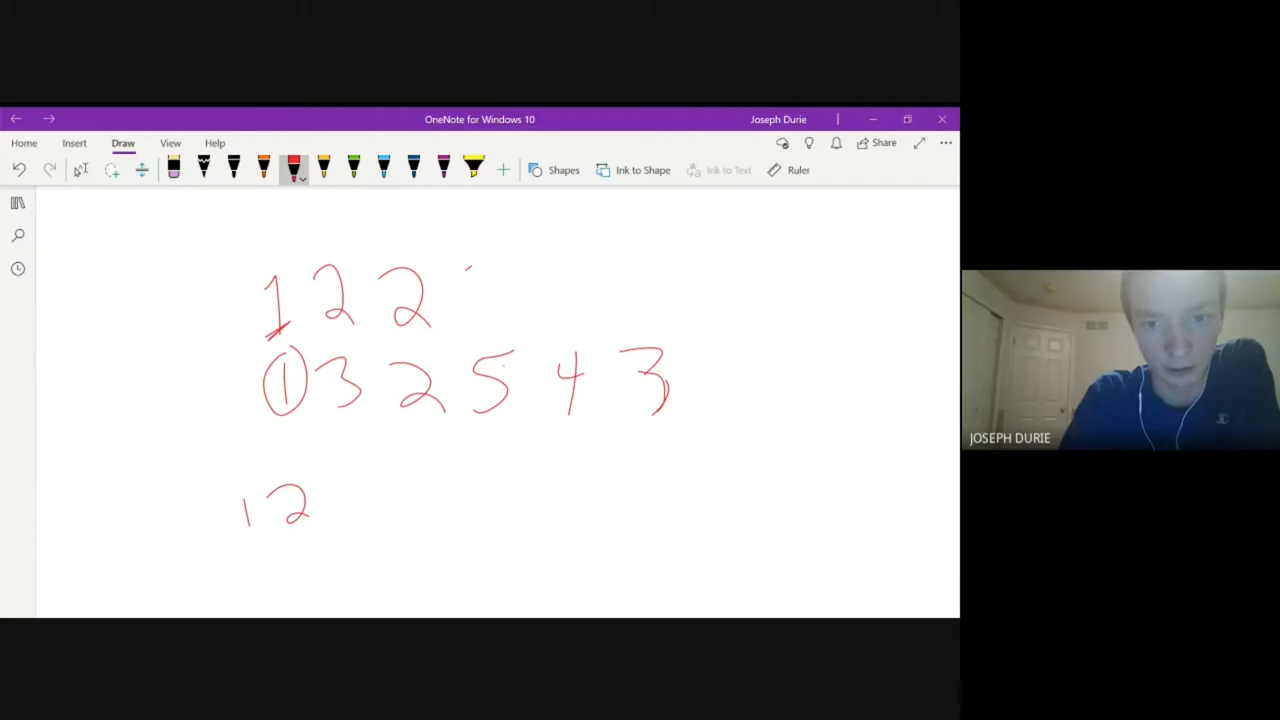 OneNote for Windows 10
Joseph Durie
Home Insert Draw View Help
Share
Shapes Ink to Shape Ink to Text Ruler
1 2 2
1 3 2 5 4 3
1 2
JOSEPH DURIE